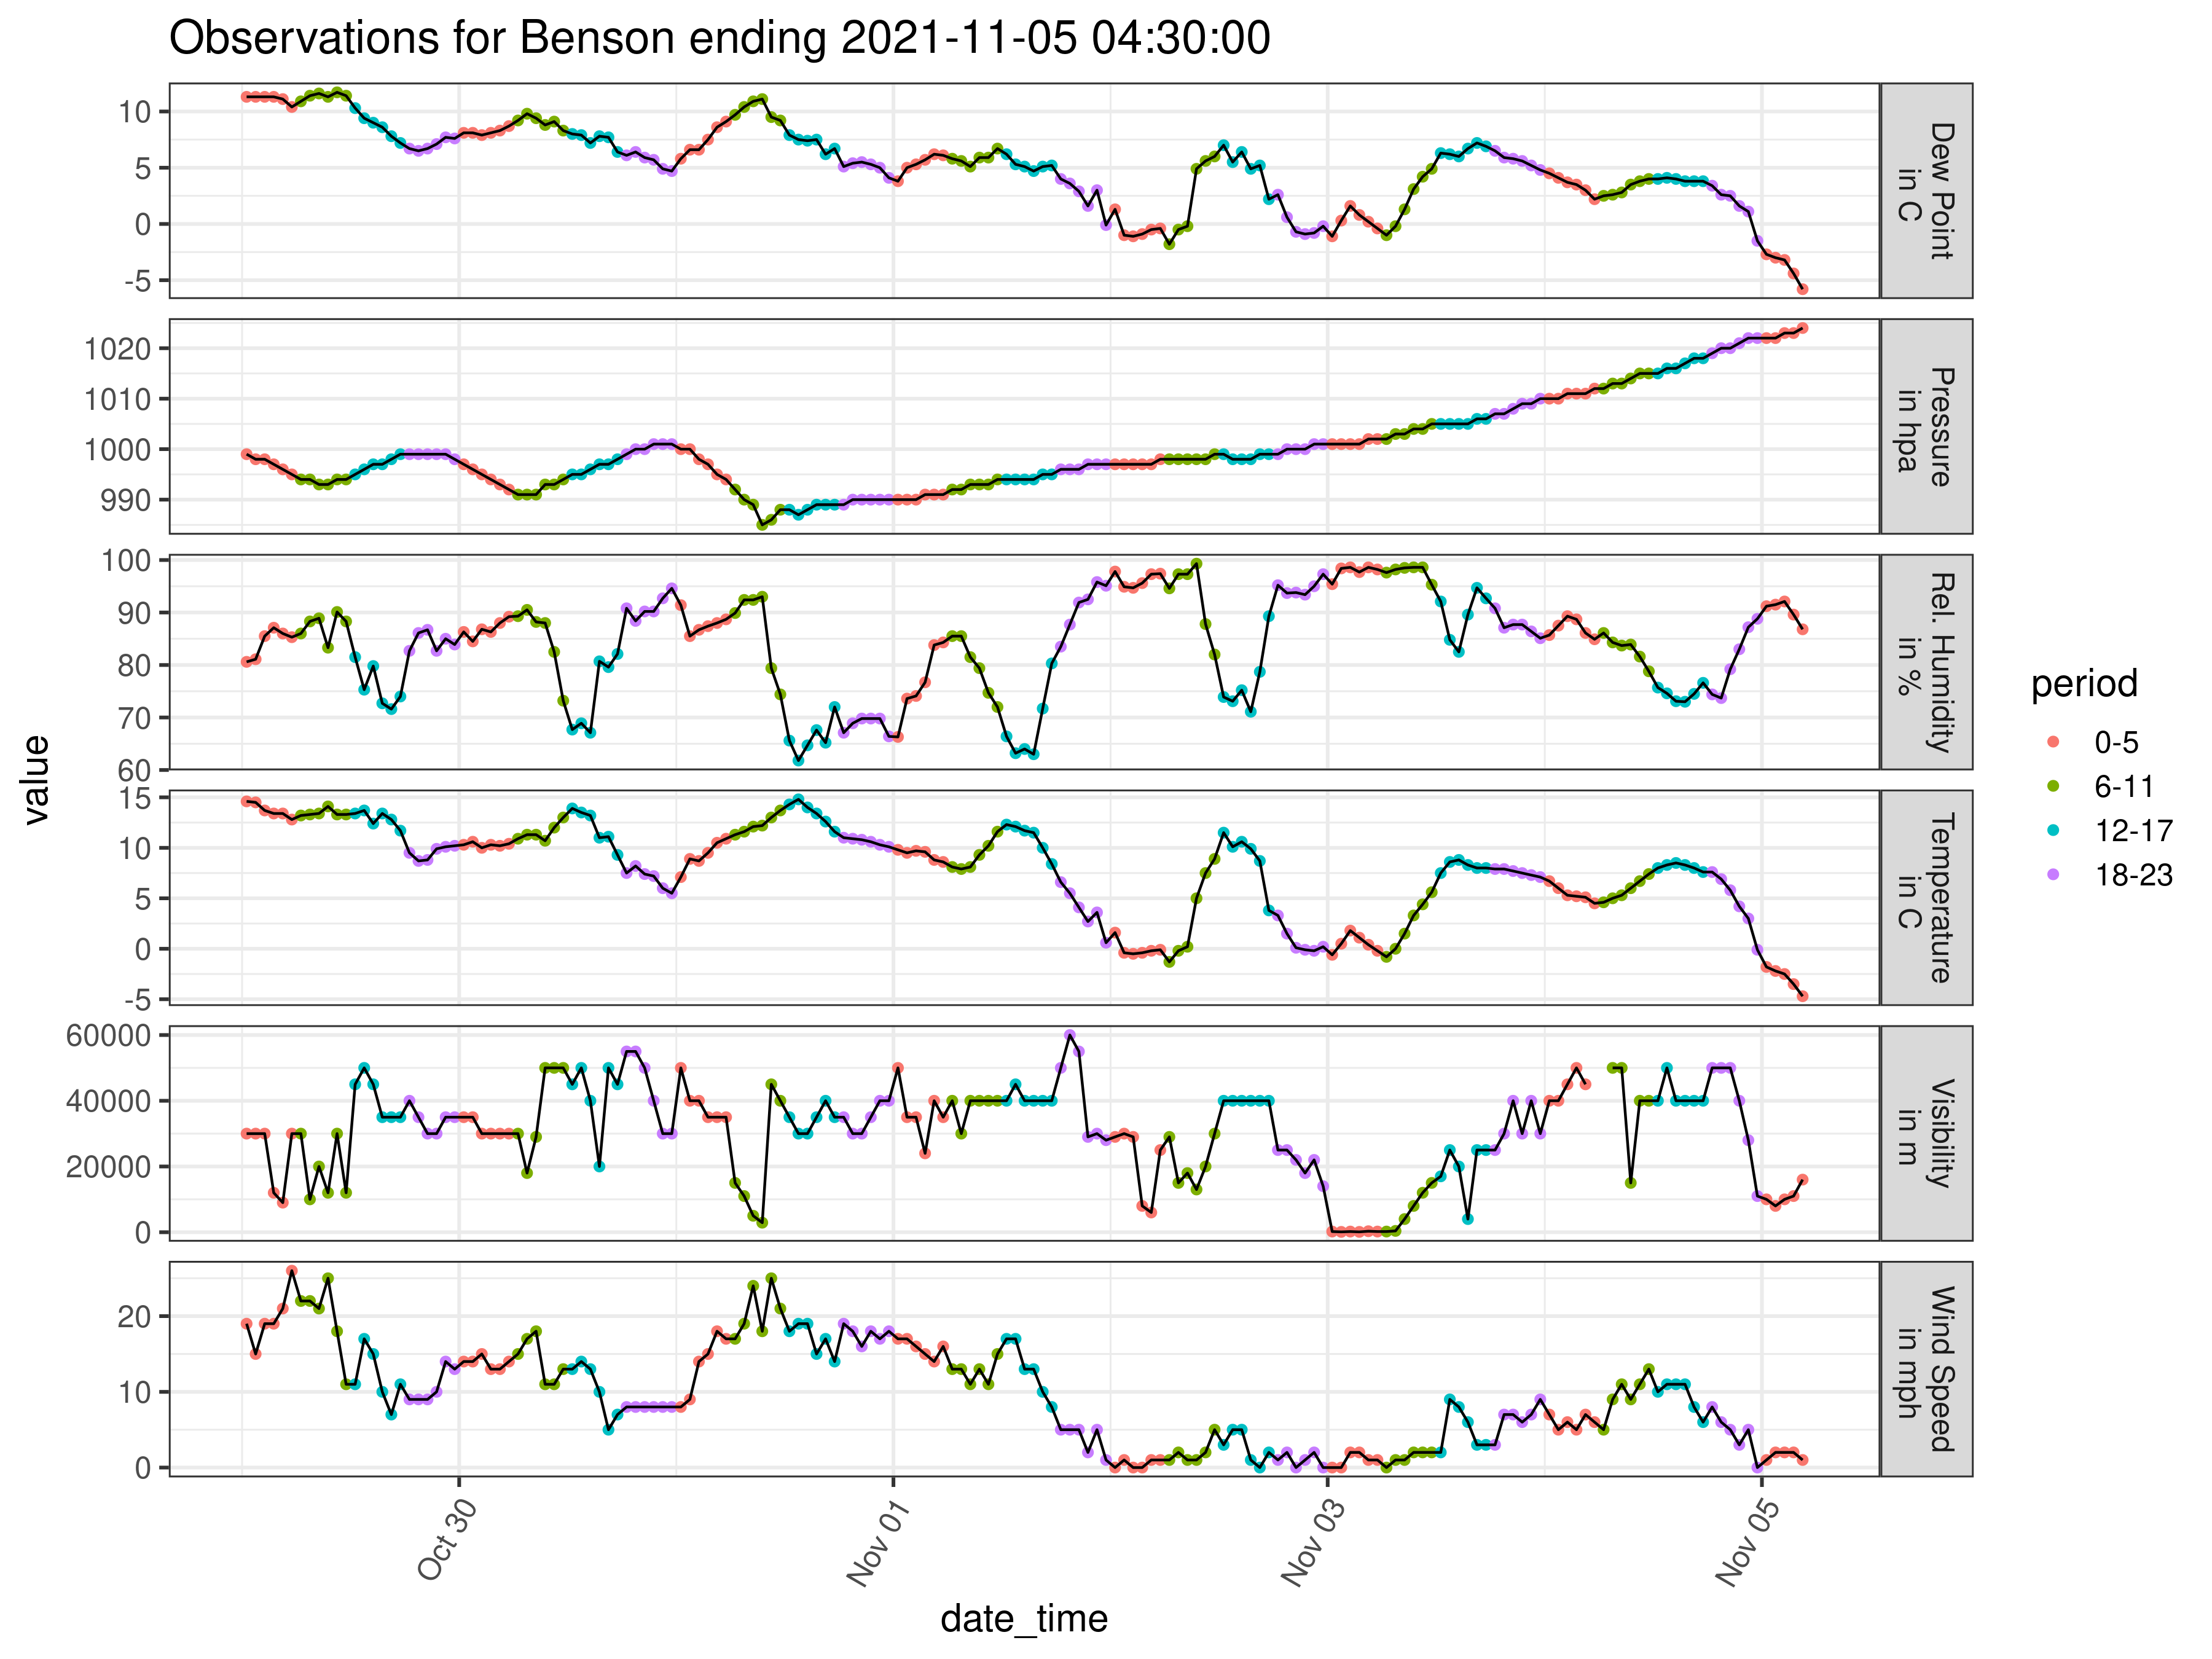 Observations for Benson ending 2021-11-05 04:30:00
value
10
5
0
-5
Dew Point
in C
1020
1010
1000
990
Pressure
in hpa
100
90
80
70
60
Rel. Humidity
in %
15
10
5
0
-5
Temperature
in C
60000
40000
20000
0
Visibility
in m
20
10
0
Wind Speed
in mph
Oct 30
Nov 01
Nov 03
Nov 05
date_time
period
0-5
6-11
12-17
18-23